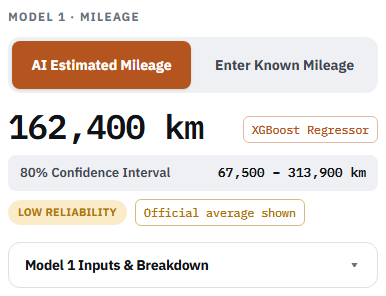 MODEL 1 · MILEAGE
AI Estimated Mileage
Enter Known Mileage
162,400 km
XGBoost Regressor
80% Confidence Interval
67,500 – 313,900 km
LOW RELIABILITY
Official average shown
Model 1 Inputs & Breakdown